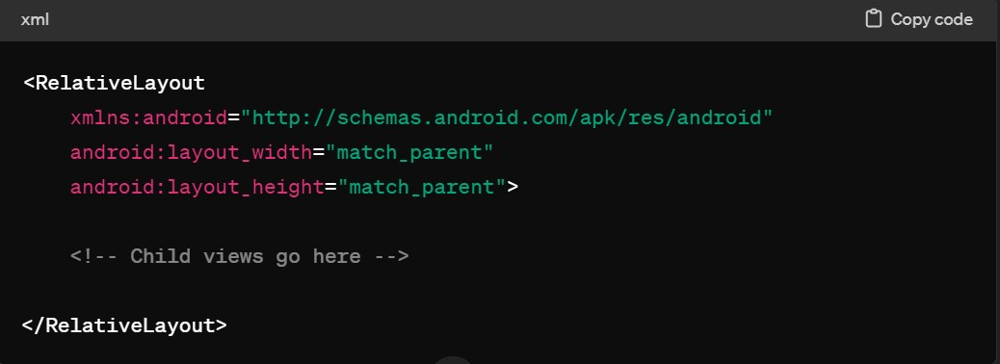 xml
Copy code
<RelativeLayout
xmlns:android="http://schemas.android.com/apk/res/android"
android:layout_width="match_parent"
android:layout_height="match_parent">
<!-- Child views go here -->
</RelativeLayout>